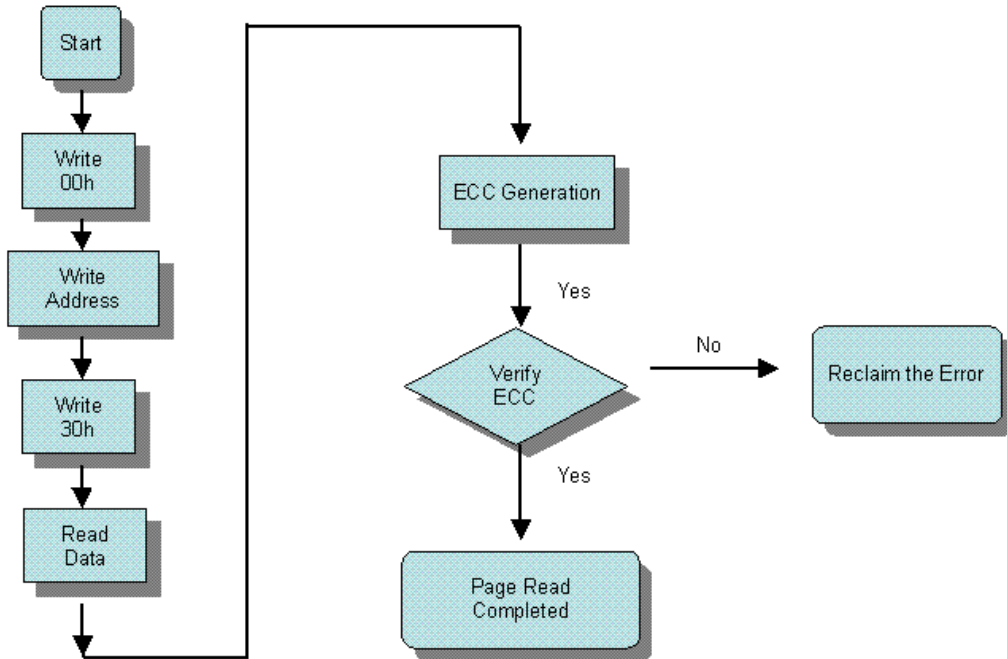 Start
Write
00h
Write
Address
Write
30h
Read
Data
ECC Generation
Yes
Verify
ECC
No
Reclaim the Error
Yes
Page Read
Completed